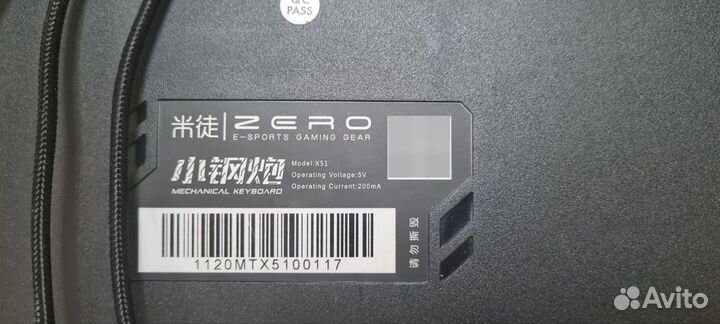 QC
PASS
米徒|ZERO
E-SPORTS GAMING GEAR
小钢炮
MECHANICAL KEYBOARD
Model:X51
Operating Voltage:5V
Operating Current:200mA
1120MTX5100117
请勿撕毁
Avito